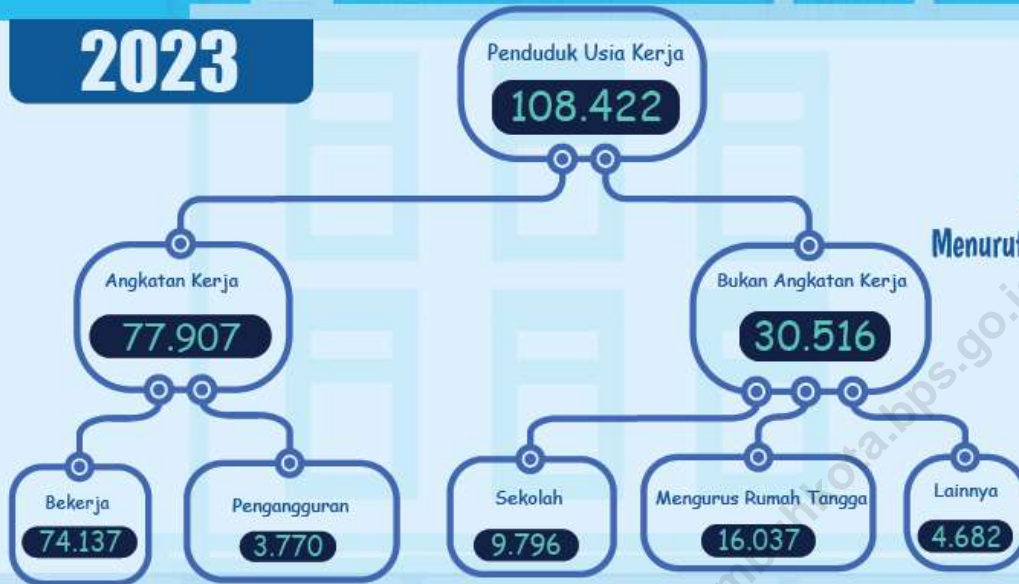 2023
Penduduk Usia Kerja
108.422
Angkatan Kerja
77.907
Bukan Angkatan Kerja
30.516
Bekerja
74.137
Pengangguran
3.770
Sekolah
9.796
Mengurus Rumah Tangga
16.037
Lainnya
4.682